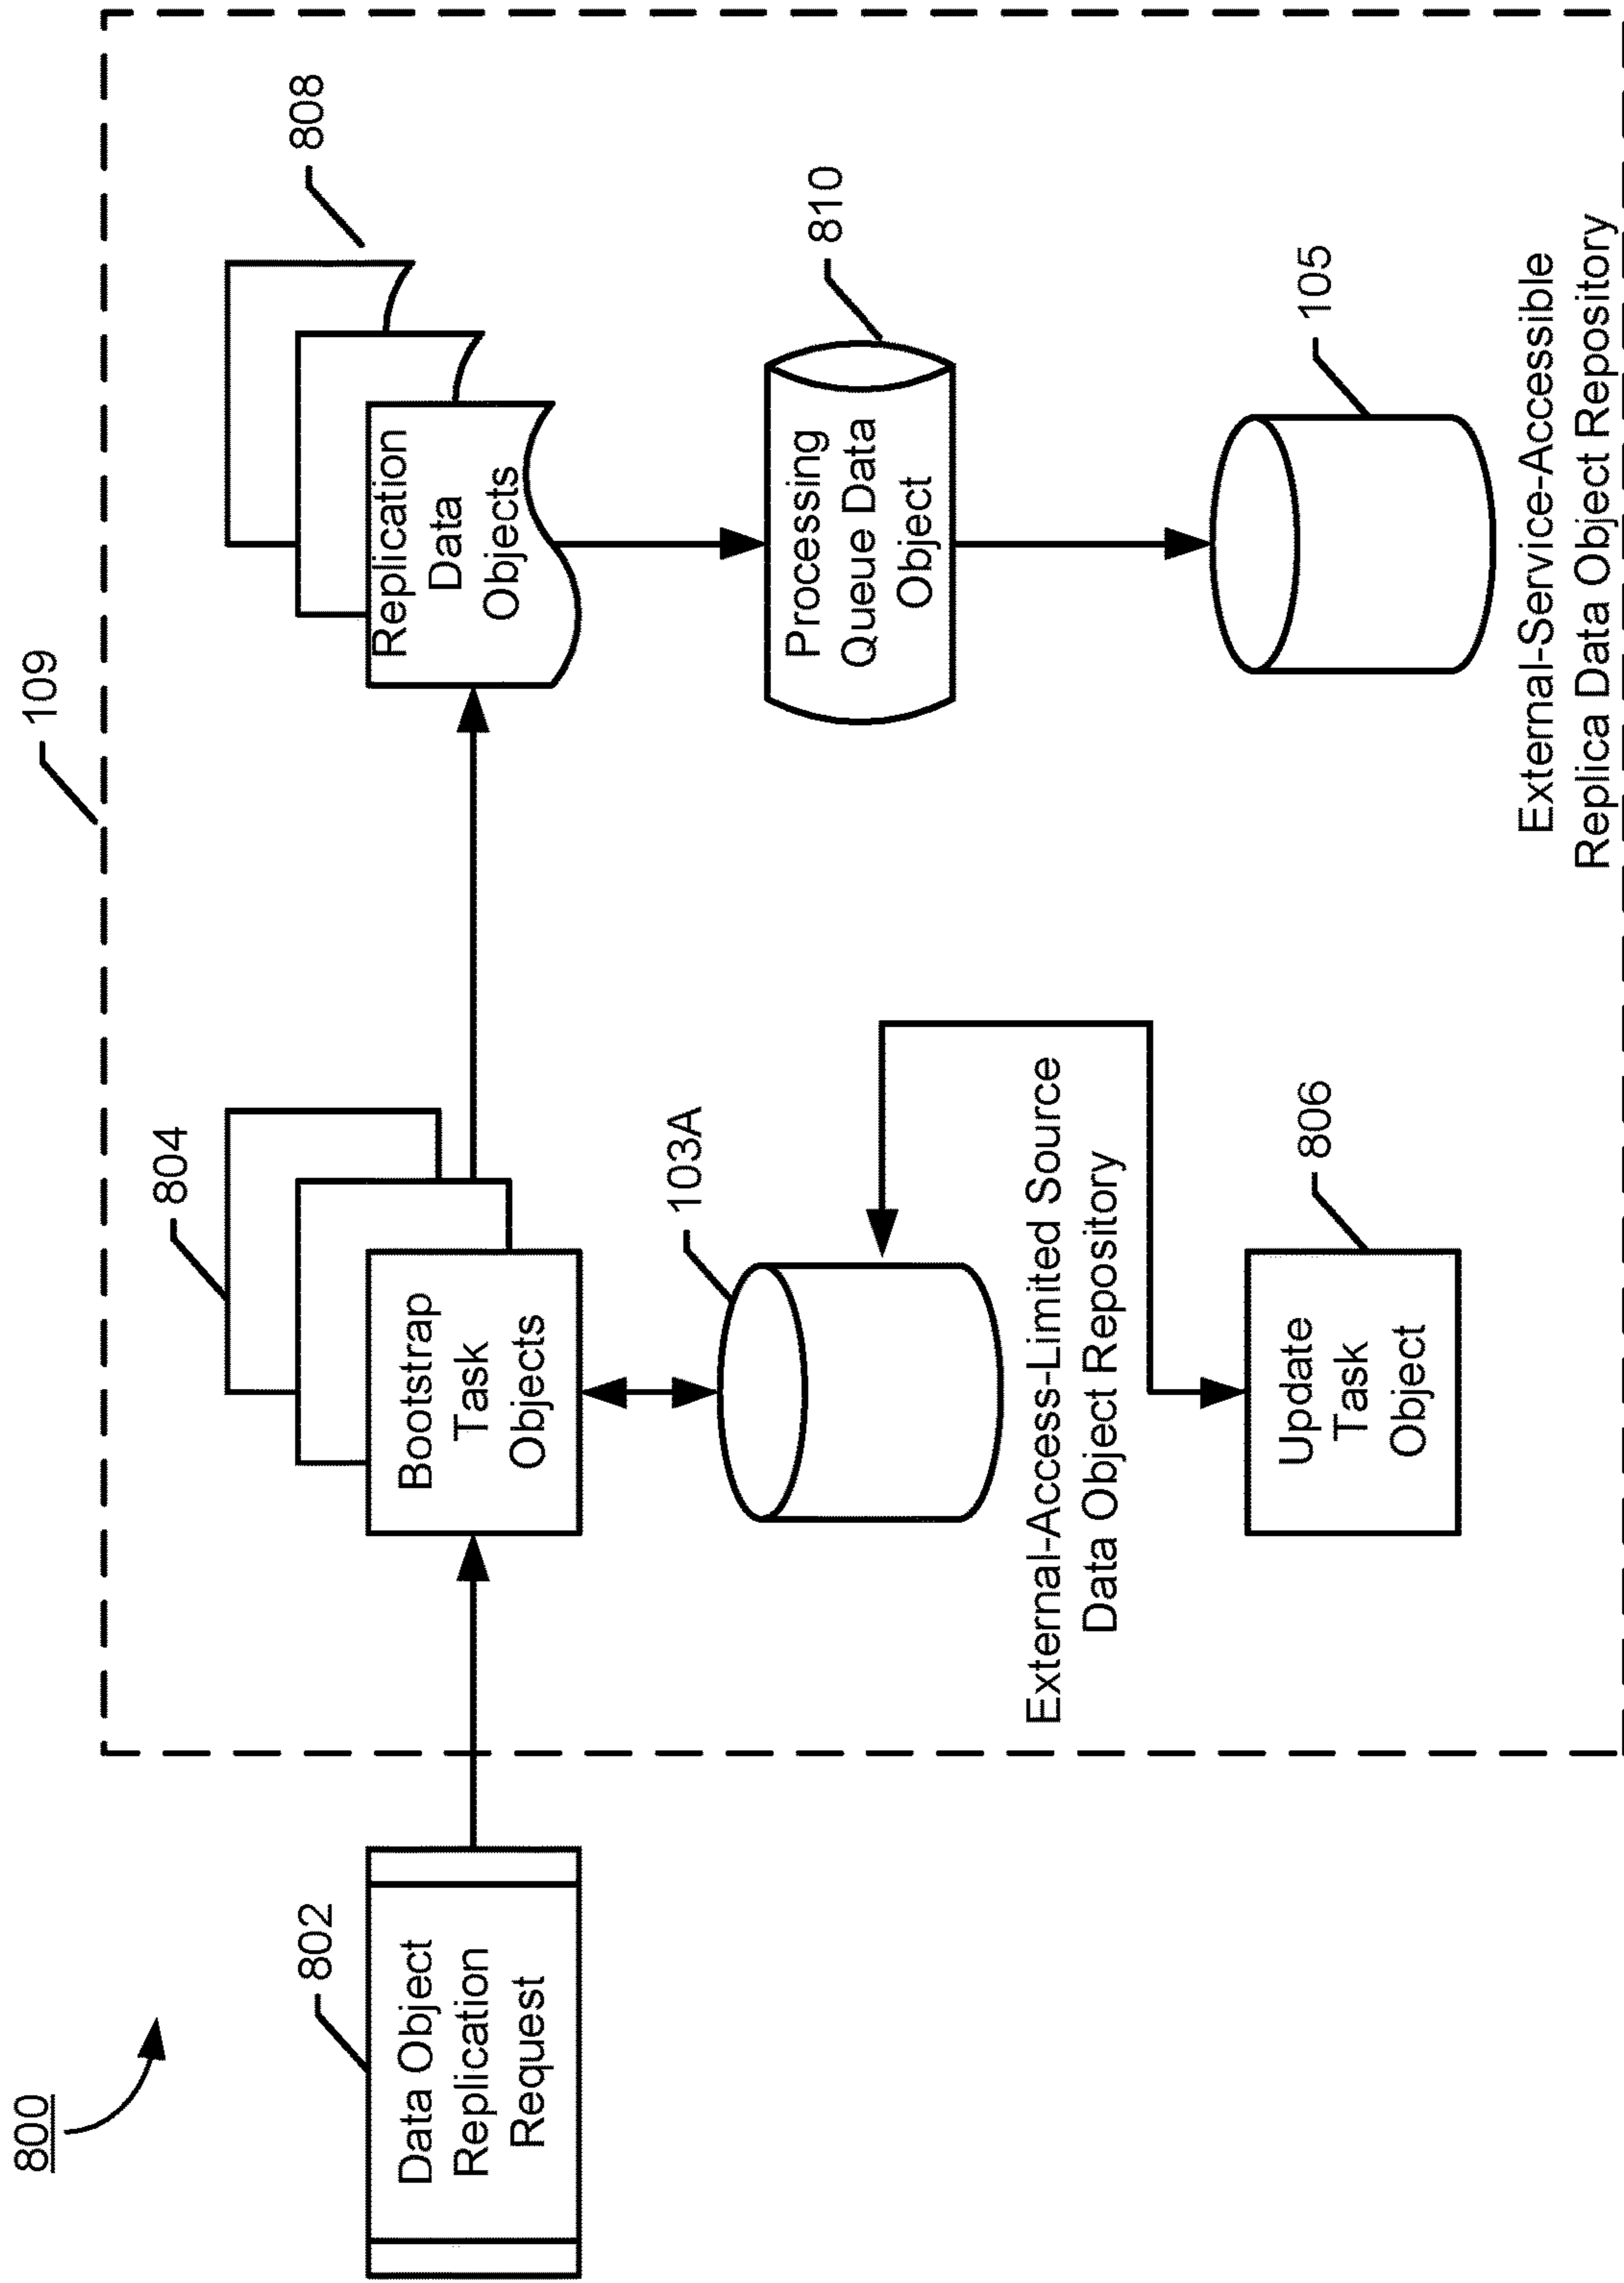 800
109
802
Data Object
Replication
Request
804
Bootstrap
Task
Objects
808
Replication
Data
Objects
103A
External-Access-Limited Source
Data Object Repository
810
Processing
Queue Data
Object
806
Update
Task
Object
105
External-Service-Accessible
Replica Data Object Repository